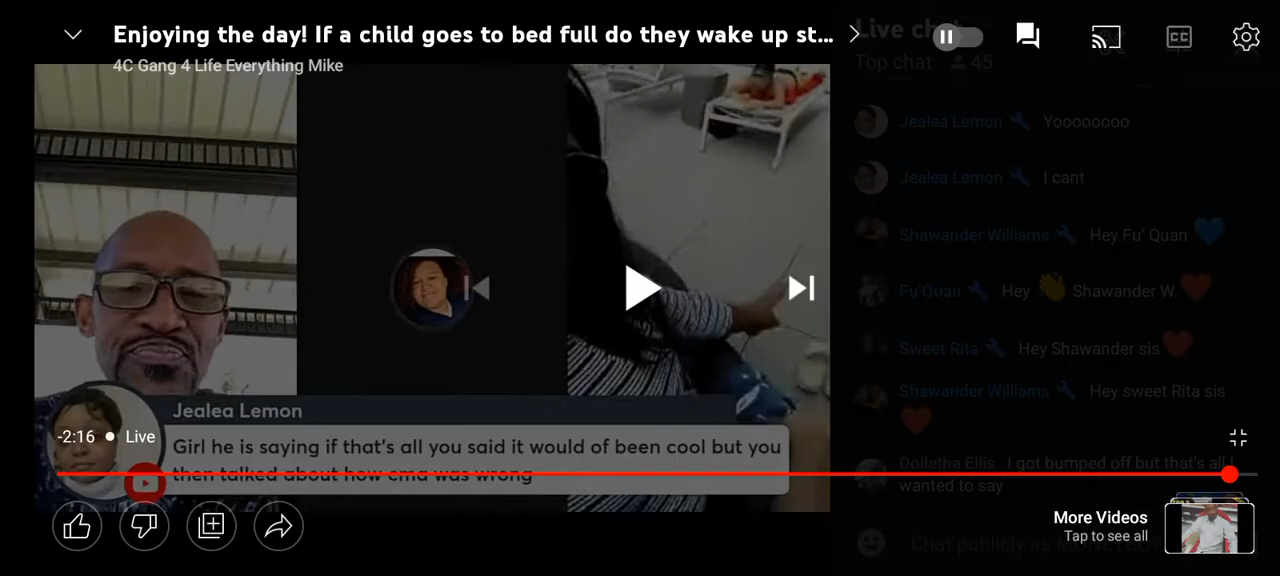 Enjoying the day! If a child goes to bed full do they wake up st...
4C Gang 4 Life Everything Mike
Live ch
Top chat 45
CC
Jealea Lemon Yoooooooo
Jealea Lemon I cant
Shawander Williams Hey Fu' Quan
Fu'Quan Hey Shawander W.
Sweet Rita Hey Shawander sis
Shawander Williams Hey sweet Rita sis
Jealea Lemon
Girl he is saying if that's all you said it would of been cool but you
then talked about how ema was wrong
-2:16 Live
Dolletha Ellis I got bumped off but that's all I
wanted to say
More Videos
Tap to see all
Chat publicly as